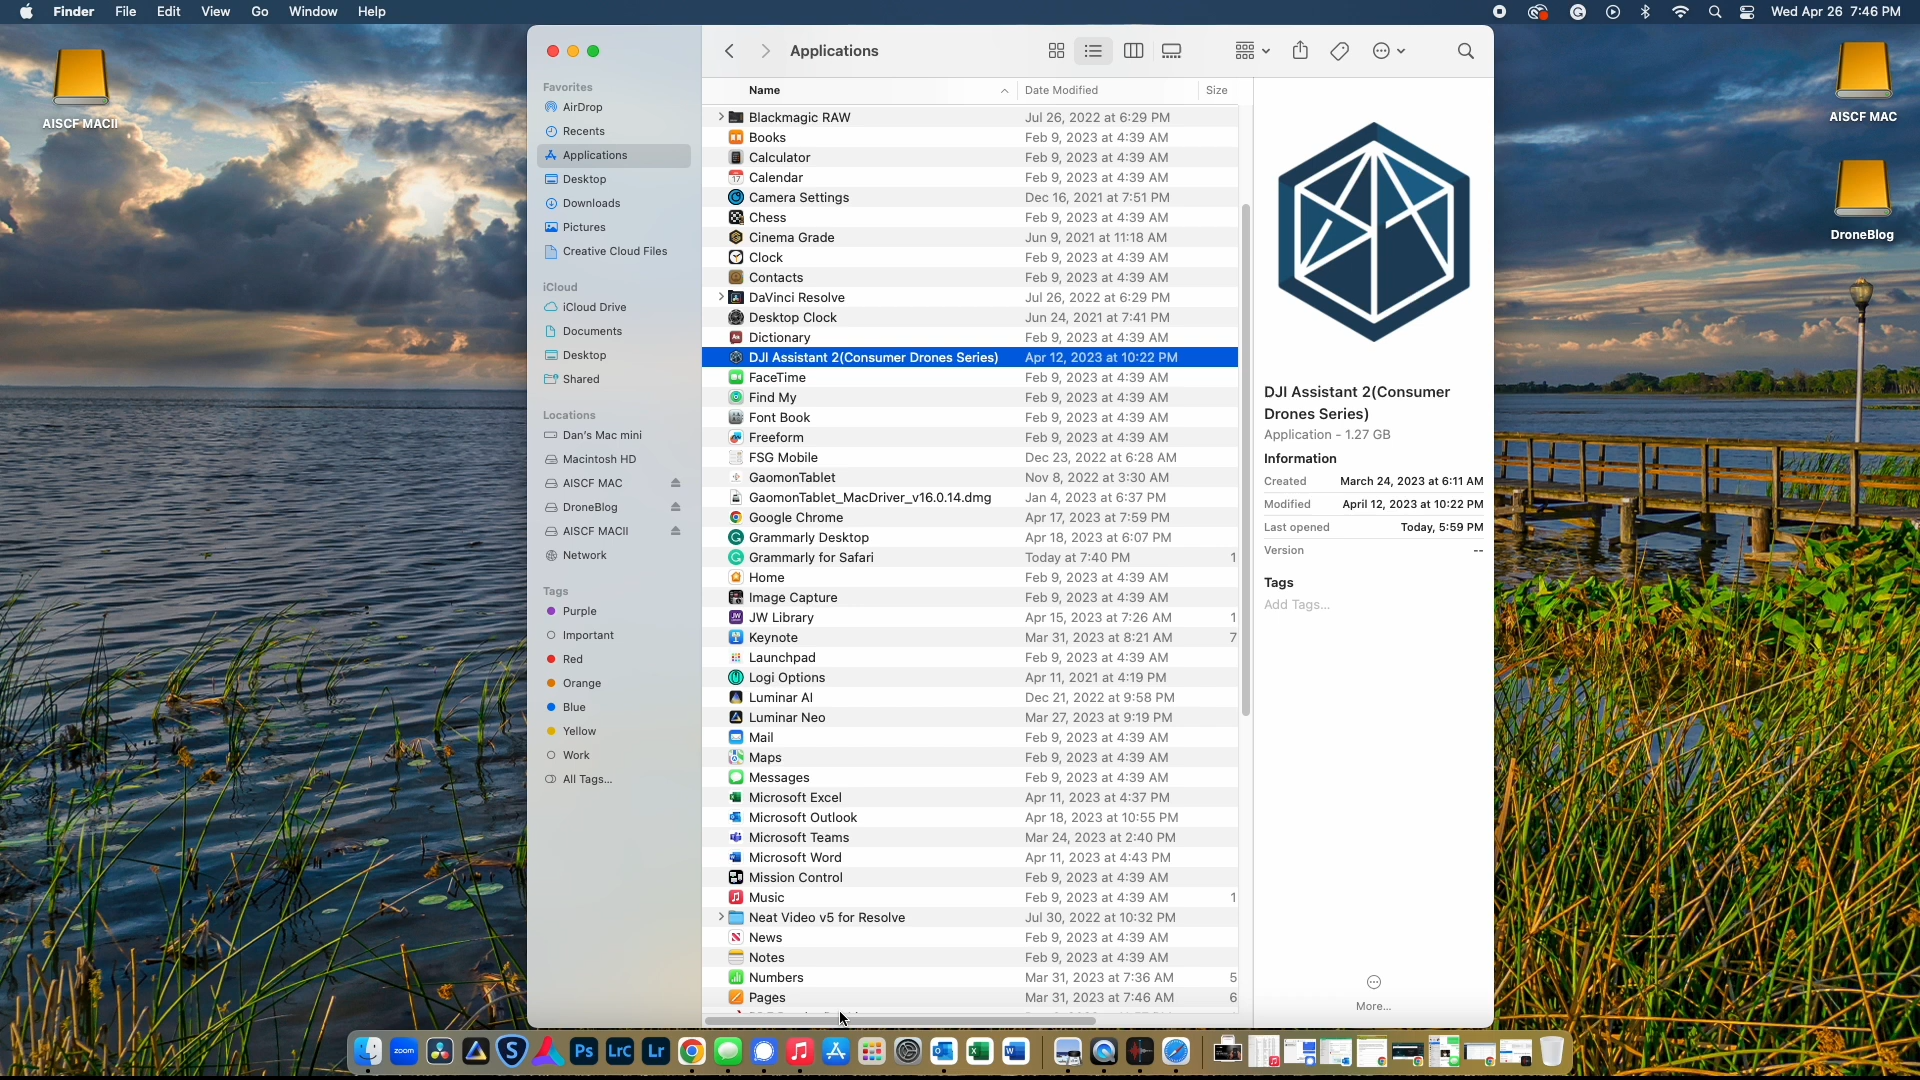 Finder File Edit View Go Window Help
Wed Apr 26 7:46 PM
AISCF MACII
AISCF MAC
DroneBlog
Favorites
AirDrop
Recents
Applications
Desktop
Downloads
Pictures
Creative Cloud Files
iCloud
iCloud Drive
Documents
Desktop
Shared
Locations
Dan's Mac mini
Macintosh HD
AISCF MAC
DroneBlog
AISCF MACII
Network
Tags
Purple
Important
Red
Orange
Blue
Yellow
Work
All Tags...
Applications
Name Date Modified Size
Blackmagic RAW Jul 26, 2022 at 6:29 PM
Books Feb 9, 2023 at 4:39 AM
Calculator Feb 9, 2023 at 4:39 AM
Calendar Feb 9, 2023 at 4:39 AM
Camera Settings Dec 16, 2021 at 7:51 PM
Chess Feb 9, 2023 at 4:39 AM
Cinema Grade Jun 9, 2021 at 11:18 AM
Clock Feb 9, 2023 at 4:39 AM
Contacts Feb 9, 2023 at 4:39 AM
DaVinci Resolve Jul 26, 2022 at 6:29 PM
Desktop Clock Jun 24, 2021 at 7:41 PM
Dictionary Feb 9, 2023 at 4:39 AM
DJI Assistant 2(Consumer Drones Series) Apr 12, 2023 at 10:22 PM
FaceTime Feb 9, 2023 at 4:39 AM
Find My Feb 9, 2023 at 4:39 AM
Font Book Feb 9, 2023 at 4:39 AM
Freeform Feb 9, 2023 at 4:39 AM
FSG Mobile Dec 23, 2022 at 6:28 AM
GaomonTablet Nov 8, 2022 at 3:30 AM
GaomonTablet_MacDriver_v16.0.14.dmg Jan 4, 2023 at 6:37 PM
Google Chrome Apr 17, 2023 at 7:59 PM
Grammarly Desktop Apr 18, 2023 at 6:07 PM
Grammarly for Safari Today at 7:40 PM 1
Home Feb 9, 2023 at 4:39 AM
Image Capture Feb 9, 2023 at 4:39 AM
JW Library Apr 15, 2023 at 7:26 AM 1
Keynote Mar 31, 2023 at 8:21 AM 7
Launchpad Feb 9, 2023 at 4:39 AM
Logi Options Apr 11, 2021 at 4:19 PM
Luminar AI Dec 21, 2022 at 9:58 PM
Luminar Neo Mar 27, 2023 at 9:19 PM
Mail Feb 9, 2023 at 4:39 AM
Maps Feb 9, 2023 at 4:39 AM
Messages Feb 9, 2023 at 4:39 AM
Microsoft Excel Apr 11, 2023 at 4:37 PM
Microsoft Outlook Apr 18, 2023 at 10:55 PM
Microsoft Teams Mar 24, 2023 at 2:40 PM
Microsoft Word Apr 11, 2023 at 4:43 PM
Mission Control Feb 9, 2023 at 4:39 AM
Music Feb 9, 2023 at 4:39 AM 1
Neat Video v5 for Resolve Jul 30, 2022 at 10:32 PM
News Feb 9, 2023 at 4:39 AM
Notes Feb 9, 2023 at 4:39 AM
Numbers Mar 31, 2023 at 7:36 AM 5
Pages Mar 31, 2023 at 7:46 AM 6
DJI Assistant 2(Consumer
Drones Series)
Application - 1.27 GB
Information
Created March 24, 2023 at 6:11 AM
Modified April 12, 2023 at 10:22 PM
Last opened Today, 5:59 PM
Version --
Tags
Add Tags...
More...
zoom
Ps
LrC
Lr